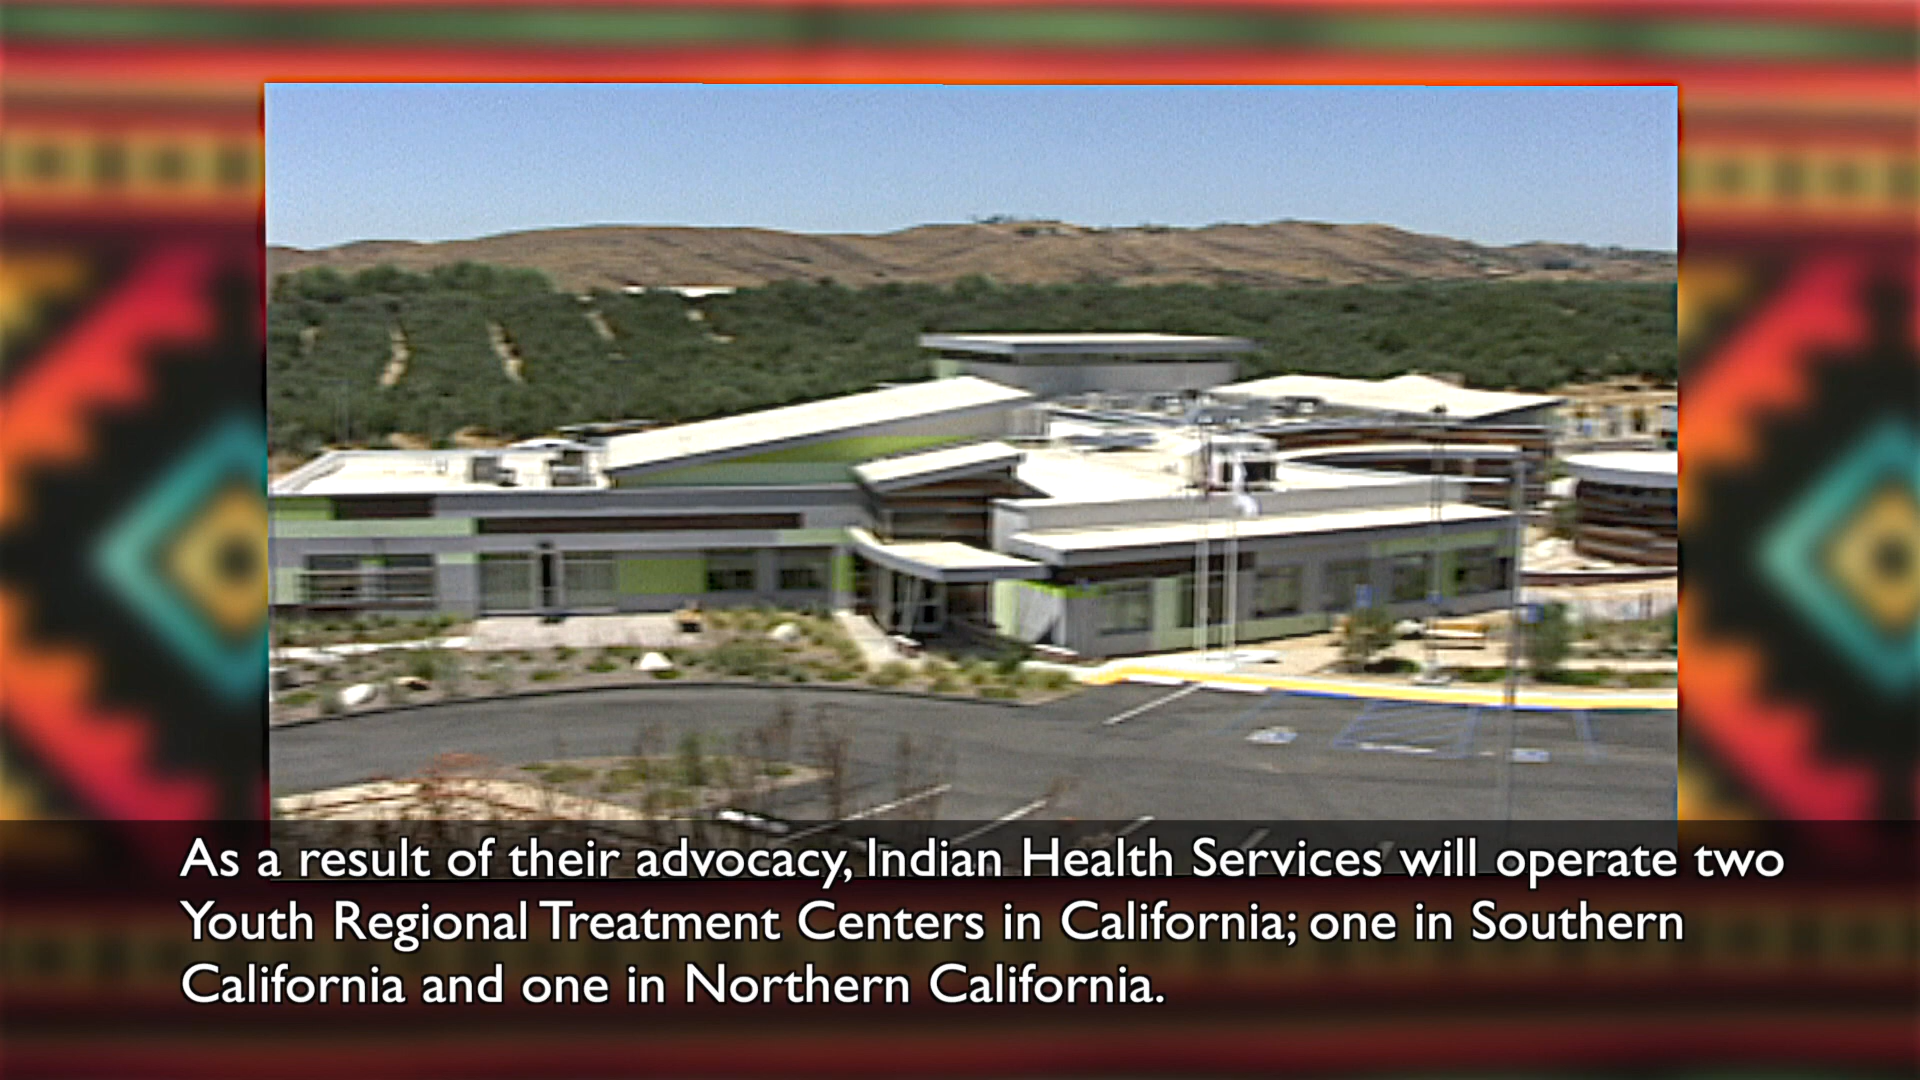 As a result of their advocacy, Indian Health Services will operate two
Youth Regional Treatment Centers in California; one in Southern
California and one in Northern California.